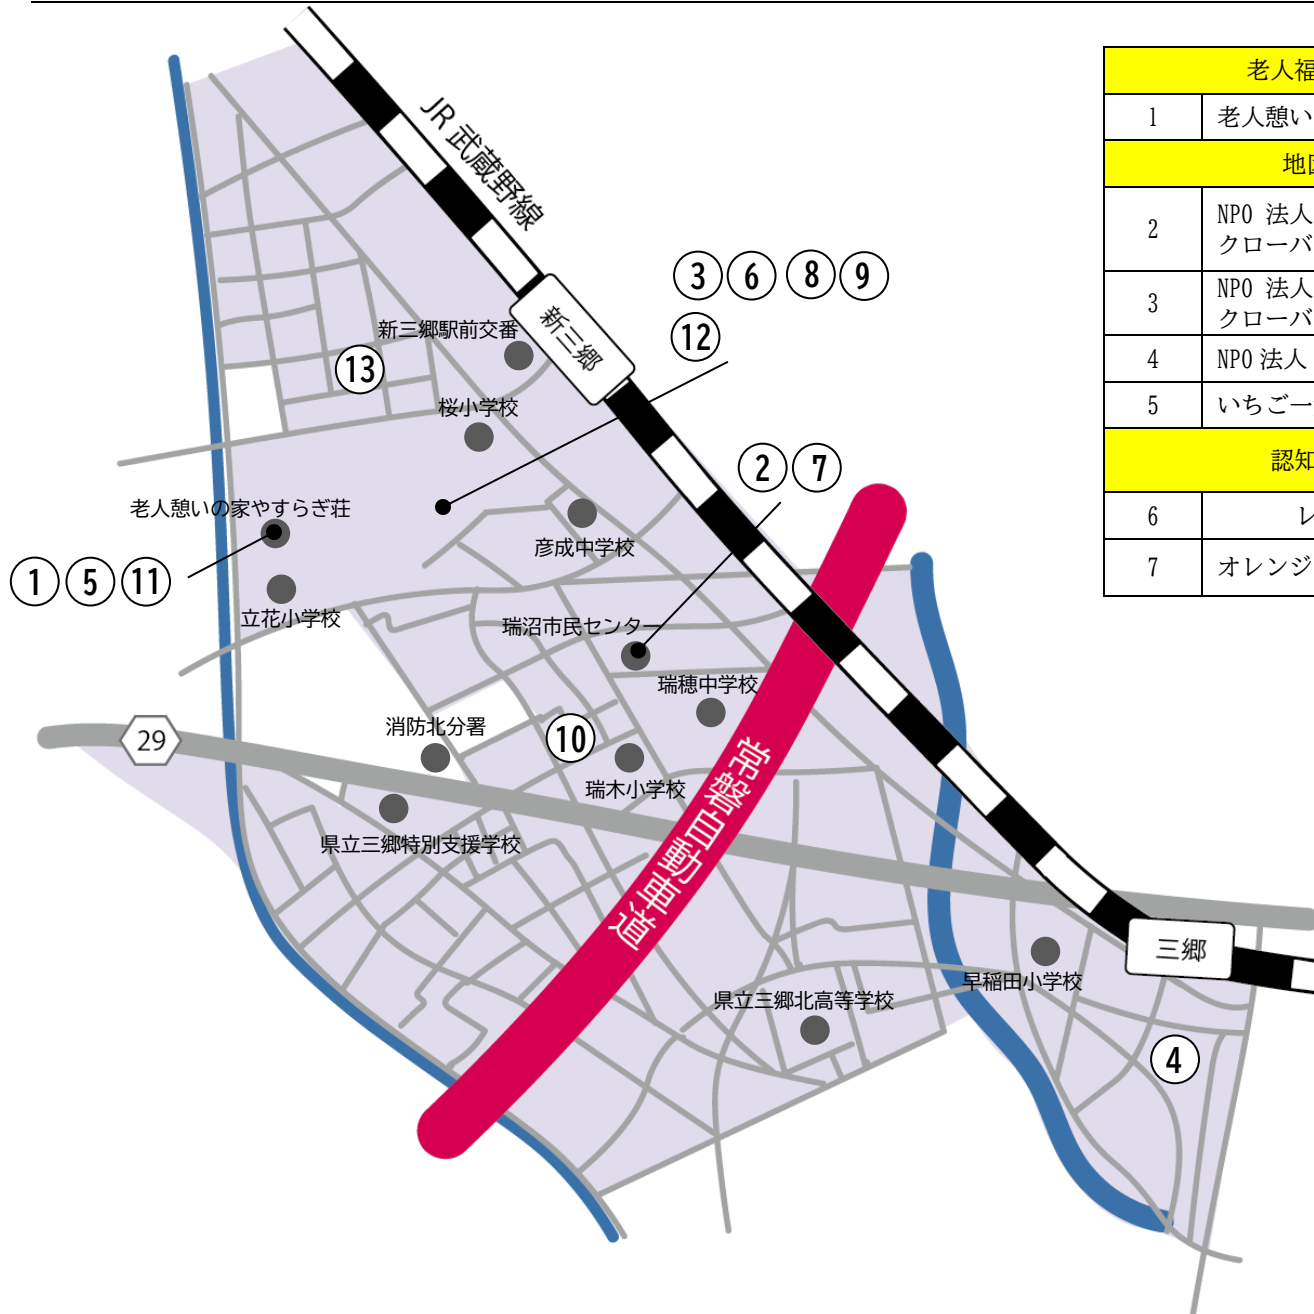 JR 武蔵野線
③⑥⑧⑨
⑫
新三郷
新三郷駅前交番
⑬
桜小学校
②⑦
老人憩いの家やすらぎ荘
彦成中学校
①⑤⑪
立花小学校
瑞沼市民センター
瑞穂中学校
29
消防北分署
⑩
瑞木小学校
常磐自動車道
県立三郷特別支援学校
三郷
早稲田小学校
県立三郷北高等学校
④
老人福
1 老人憩い
地
2 NPO 法人
クローバ
3 NPO 法人
クローバ
4 NPO 法人
5 いちごー
認知
6 レ
7 オレンジ